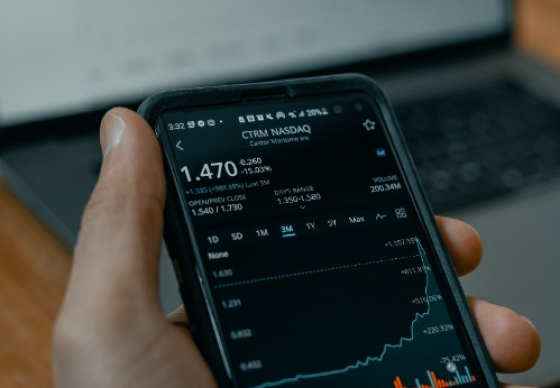 3:32
20%
CTRM NASDAQ
Castor Maritime Inc.
1.470 -0.260
-15.03%
+1.335 (+988.89%) Last 3M
OPEN/PREV CLOSE DAYS RANGE VOLUME
1.540 / 1.730 1.350-1.580 200.34M
1D 5D 1M 3M 1Y 5Y Max
None
1.630 +1,107.55%
1.231 +811.81%
+516.06%
0.832 +220.32%
0.432 -75.42%